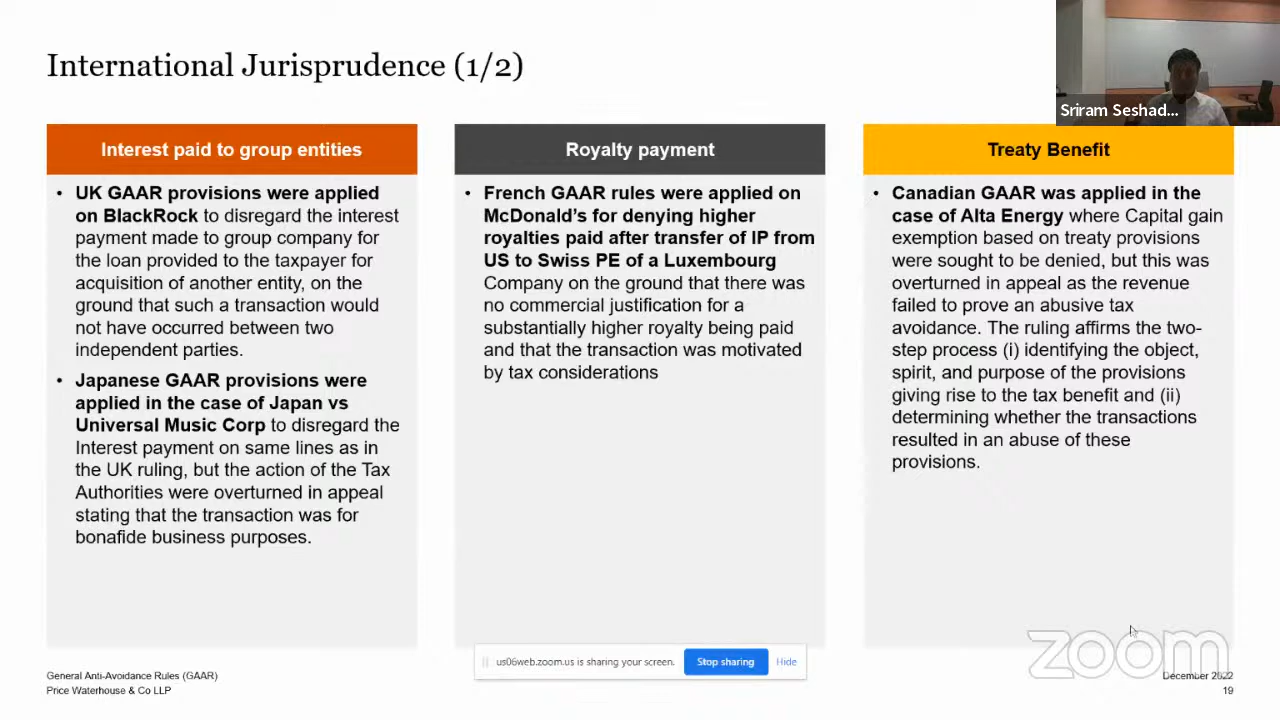 International Jurisprudence (1/2)
Sriram Seshad...
Interest paid to group entities
• UK GAAR provisions were applied
on BlackRock to disregard the interest
payment made to group company for
the loan provided to the taxpayer for
acquisition of another entity, on the
ground that such a transaction would
not have occurred between two
independent parties.
• Japanese GAAR provisions were
applied in the case of Japan vs
Universal Music Corp to disregard the
Interest payment on same lines as in
the UK ruling, but the action of the Tax
Authorities were overturned in appeal
stating that the transaction was for
bonafide business purposes.
Royalty payment
• French GAAR rules were applied on
McDonald's for denying higher
royalties paid after transfer of IP from
US to Swiss PE of a Luxembourg
Company on the ground that there was
no commercial justification for a
substantially higher royalty being paid
and that the transaction was motivated
by tax considerations
Treaty Benefit
• Canadian GAAR was applied in the
case of Alta Energy where Capital gain
exemption based on treaty provisions
were sought to be denied, but this was
overturned in appeal as the revenue
failed to prove an abusive tax
avoidance. The ruling affirms the two-
step process (i) identifying the object,
spirit, and purpose of the provisions
giving rise to the tax benefit and (ii)
determining whether the transactions
resulted in an abuse of these
provisions.
us06web.zoom.us is sharing your screen.
Stop sharing
Hide
zoom
General Anti-Avoidance Rules (GAAR)
Price Waterhouse & Co LLP
December 2022
19